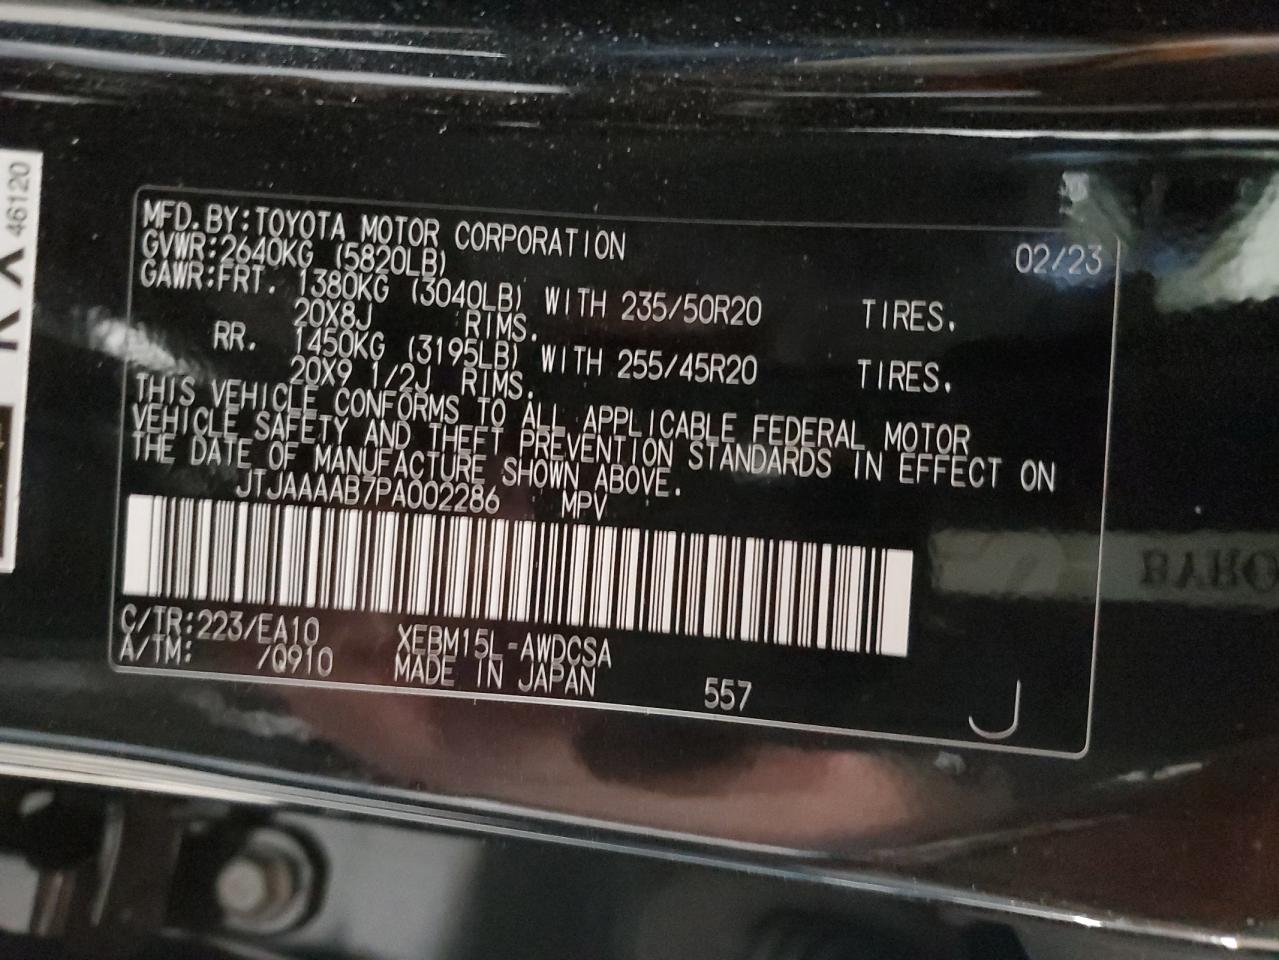 MFD.BY:TOYOTA MOTOR CORPORATION 02/23
GVWR:2640KG (5820LB)
GAWR:FRT. 1380KG (3040LB) WITH 235/50R20 TIRES.
20X8J RIMS.
RR. 1450KG (3195LB) WITH 255/45R20 TIRES.
20X9 1/2J RIMS.
THIS VEHICLE CONFORMS TO ALL APPLICABLE FEDERAL MOTOR
VEHICLE SAFETY AND THEFT PREVENTION STANDARDS IN EFFECT ON
THE DATE OF MANUFACTURE SHOWN ABOVE.
JTJAAAAB7PA002286 MPV
C/TR:223/EA10 XEBM15L-AWDCSA
A/TM: /Q910 MADE IN JAPAN 557
J
46120